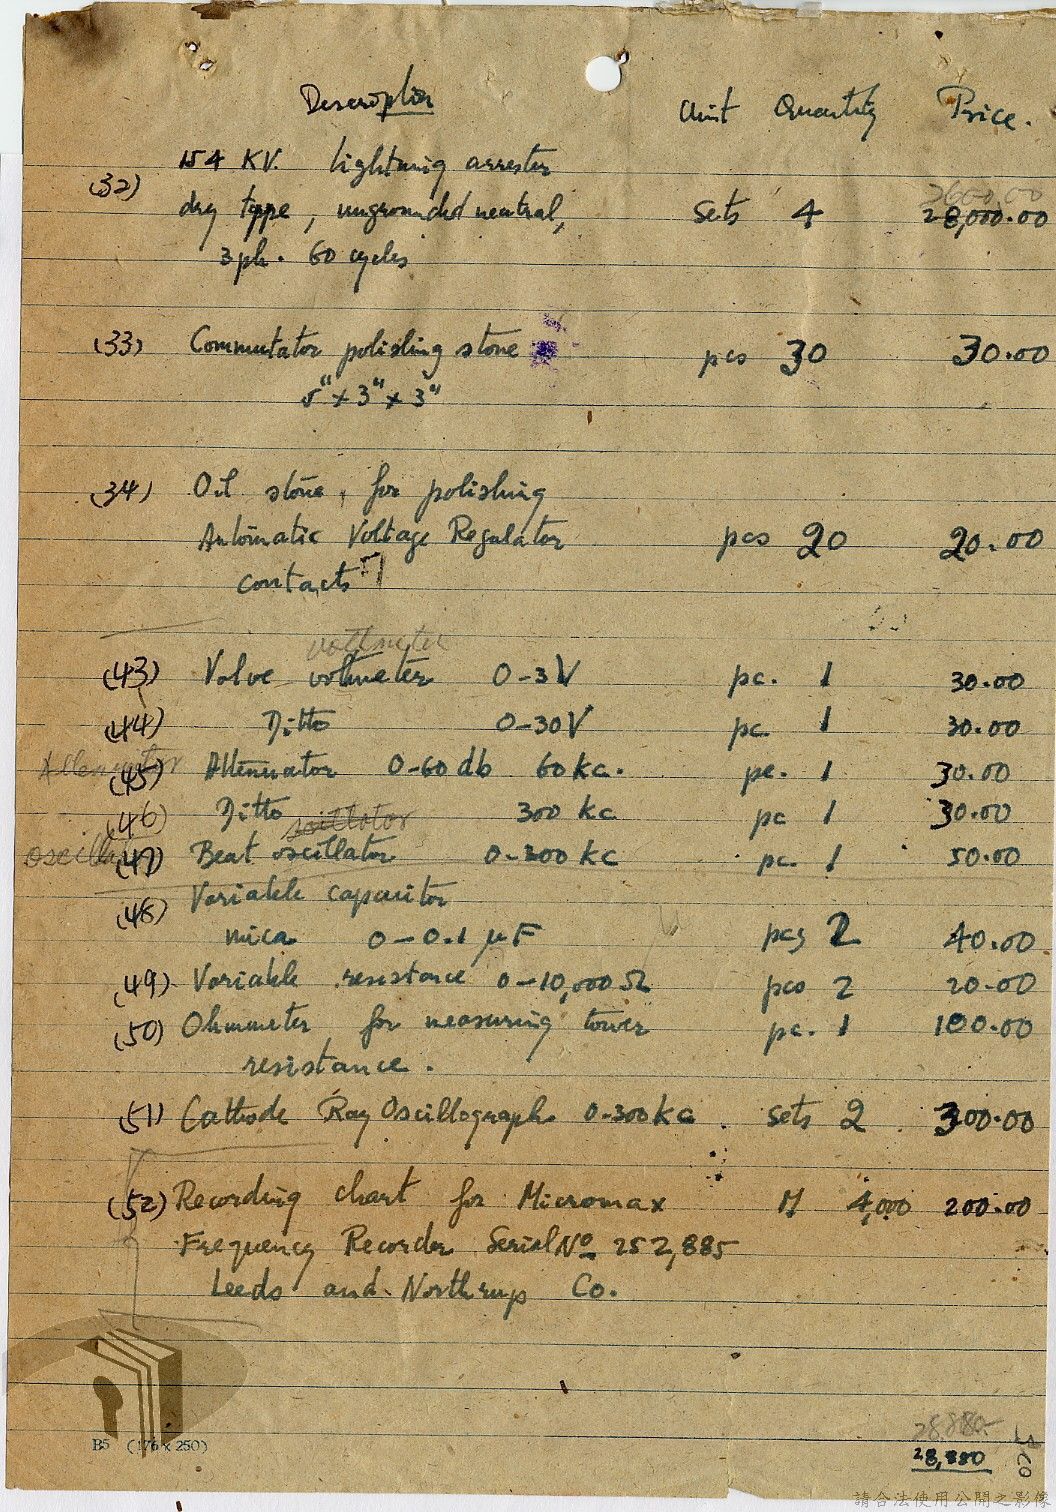 Description Unit Quantity Price.
154 KV. lightning arrester
(32) dry type, ungrounded neutral, sets 4 28,000.00
3 ph. 60 cycles
(33) Commutator polishing stone pcs 30 30.00
5" x 3" x 3"
(34) Oil stone, for polishing
Automatic Voltage Regulator pcs 20 20.00
contacts
voltmeter
(43) Valve voltmeter 0-3V pc. 1 30.00
(44) Ditto 0-30V pc. 1 30.00
Attenuator (45) Attenuator 0-60 db 60 kc. pc. 1 30.00
(46) Ditto 300 kc pc 1 30.00
(47) Beat oscillator 0-300 kc pc. 1 50.00
(48) Variable capacitor
mica 0-0.1 μF pcs 2 40.00
(49) Variable resistance 0-10,000Ω pcs 2 20.00
(50) Ohmmeter for measuring tower pc. 1 100.00
resistance.
(51) Cathode Ray Oscillograph 0-300 kc sets 2 300.00
(52) Recording chart for Micromax M 4,000 200.00
Frequency Recorder Serial No 252,885
Leeds and Northrup Co.
B5 (176 x 250)
28,880
請合法使用公開之影像